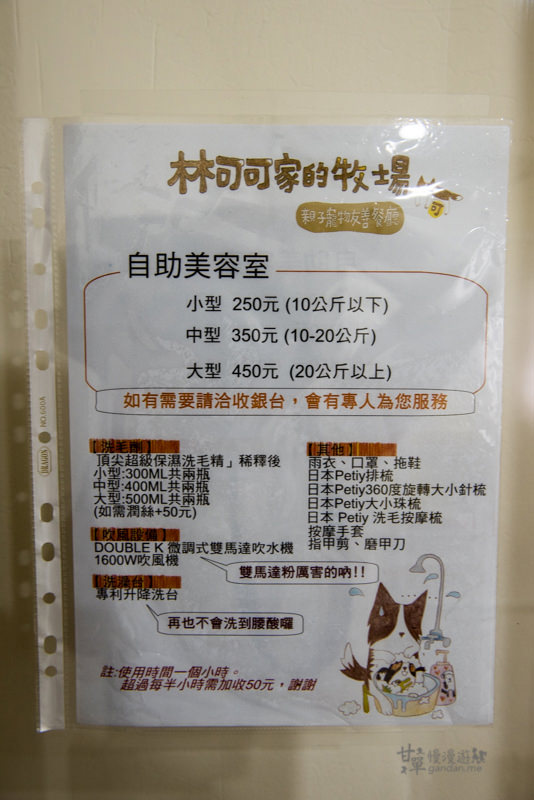 林可可家的牧場
親子寵物友善餐廳
自助美容室
小型 250元 (10公斤以下)
中型 350元 (10-20公斤)
大型 450元 (20公斤以上)
如有需要請洽收銀台，會有專人為您服務
【洗毛劑】
頂尖超級保濕洗毛精」稀釋後
小型:300ML共兩瓶
中型:400ML共兩瓶
大型:500ML共兩瓶
(如需潤絲+50元)
【吹風設備】
DOUBLE K 微調式雙馬達吹水機
1600W吹風機
雙馬達粉厲害的吶!!
【洗澡台】
專利升降洗台
再也不會洗到腰酸囉
【其他】
雨衣、口罩、拖鞋
日本Petiy排梳
日本Petiy360度旋轉大小針梳
日本Petiy大小珠梳
日本 Petiy 洗毛按摩梳
按摩手套
指甲剪、磨甲刀
註:使用時間一個小時。
超過每半小時需加收50元，謝謝
DRAGON NO.600A
甘單慢漫遊
gandan.me